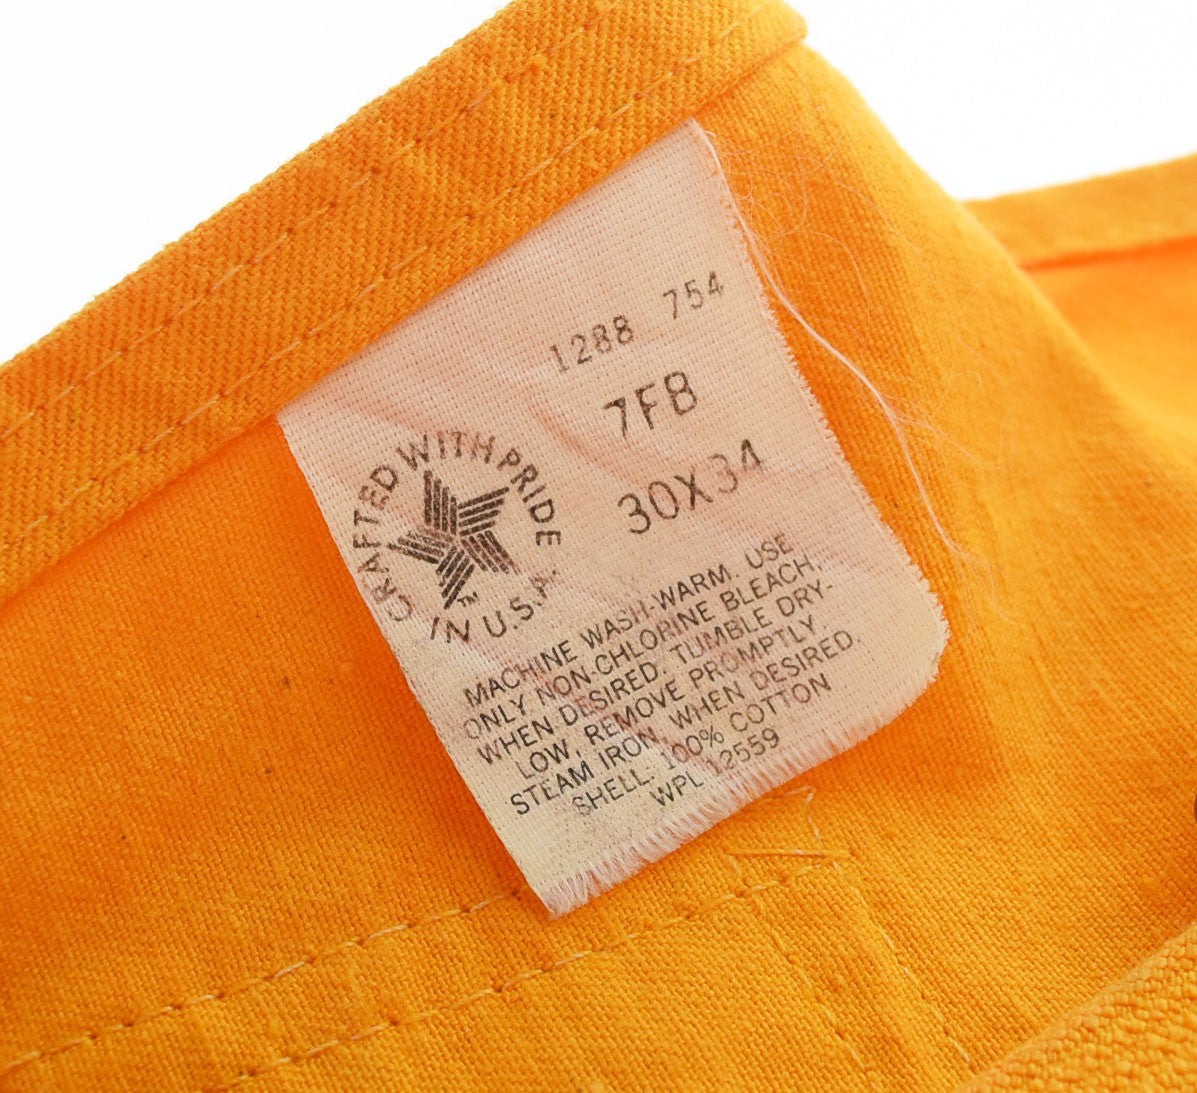 1288 754
7FB
30X34
CRAFTED WITH PRIDE
IN U.S.A.
TM
MACHINE WASH-WARM. USE
ONLY NON-CHLORINE BLEACH,
WHEN DESIRED. TUMBLE DRY-
LOW, REMOVE PROMPTLY.
STEAM IRON, WHEN DESIRED.
SHELL: 100% COTTON
WPL 12559